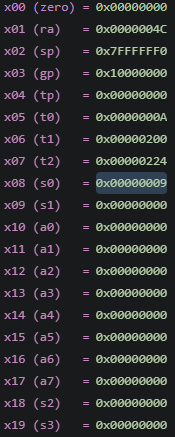 x00 (zero) = 0x00000000
x01 (ra) = 0x0000004C
x02 (sp) = 0x7FFFFFF0
x03 (gp) = 0x10000000
x04 (tp) = 0x00000000
x05 (t0) = 0x0000000A
x06 (t1) = 0x00000200
x07 (t2) = 0x00000224
x08 (s0) = 0x00000009
x09 (s1) = 0x00000000
x10 (a0) = 0x00000000
x11 (a1) = 0x00000000
x12 (a2) = 0x00000000
x13 (a3) = 0x00000000
x14 (a4) = 0x00000000
x15 (a5) = 0x00000000
x16 (a6) = 0x00000000
x17 (a7) = 0x00000000
x18 (s2) = 0x00000000
x19 (s3) = 0x00000000